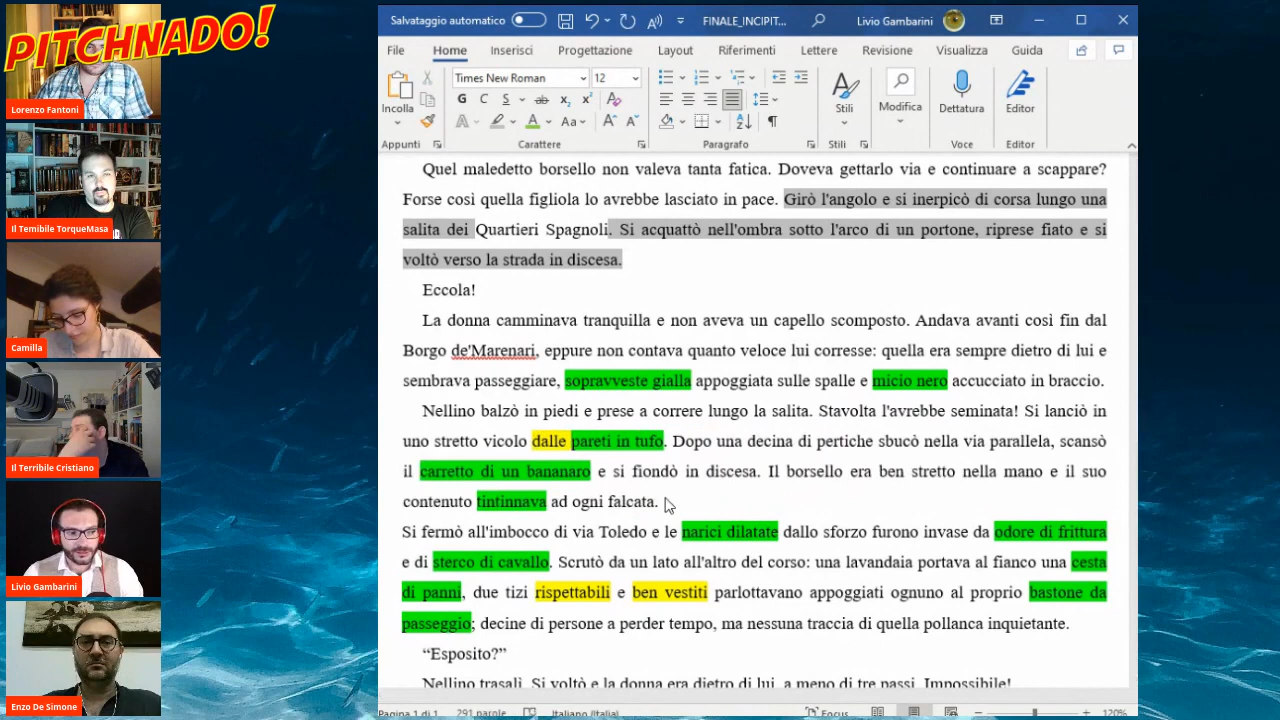 PITCHNADO!
Lorenzo Fantoni
Il Temibile TorqueMasa
Camilla
Il Terribile Cristiano
Livio Gambarini
Enzo De Simone
Salvataggio automatico
FINALE_INCIPIT...
Livio Gambarini
File Home Inserisci Progettazione Layout Riferimenti Lettere Revisione Visualizza Guida
Incolla
Times New Roman 12
G C S ab x₂ x²
A Aa A A
Stili
Modifica
Dettatura
Editor
Appunti Carattere Paragrafo Stili Voce Editor
Quel maledetto borsello non valeva tanta fatica. Doveva gettarlo via e continuare a scappare?
Forse così quella figliola lo avrebbe lasciato in pace. Girò l'angolo e si inerpicò di corsa lungo una
salita dei Quartieri Spagnoli. Si acquattò nell'ombra sotto l'arco di un portone, riprese fiato e si
voltò verso la strada in discesa.
Eccola!
La donna camminava tranquilla e non aveva un capello scomposto. Andava avanti così fin dal
Borgo de'Marenari, eppure non contava quanto veloce lui corresse: quella era sempre dietro di lui e
sembrava passeggiare, sopravveste gialla appoggiata sulle spalle e micio nero accucciato in braccio.
Nellino balzò in piedi e prese a correre lungo la salita. Stavolta l'avrebbe seminata! Si lanciò in
uno stretto vicolo dalle pareti in tufo. Dopo una decina di pertiche sbucò nella via parallela, scansò
il carretto di un bananaro e si fiondò in discesa. Il borsello era ben stretto nella mano e il suo
contenuto tintinnava ad ogni falcata.
Si fermò all'imbocco di via Toledo e le narici dilatate dallo sforzo furono invase da odore di frittura
e di sterco di cavallo. Scrutò da un lato all'altro del corso: una lavandaia portava al fianco una cesta
di panni, due tizi rispettabili e ben vestiti parlottavano appoggiati ognuno al proprio bastone da
passeggio; decine di persone a perder tempo, ma nessuna traccia di quella pollanca inquietante.
“Esposito?”
Nellino trasalì. Si voltò e la donna era dietro di lui, a meno di tre passi. Impossibile!
Pagina 1 di 1 291 parole Italiano (Italia) Focus 120%